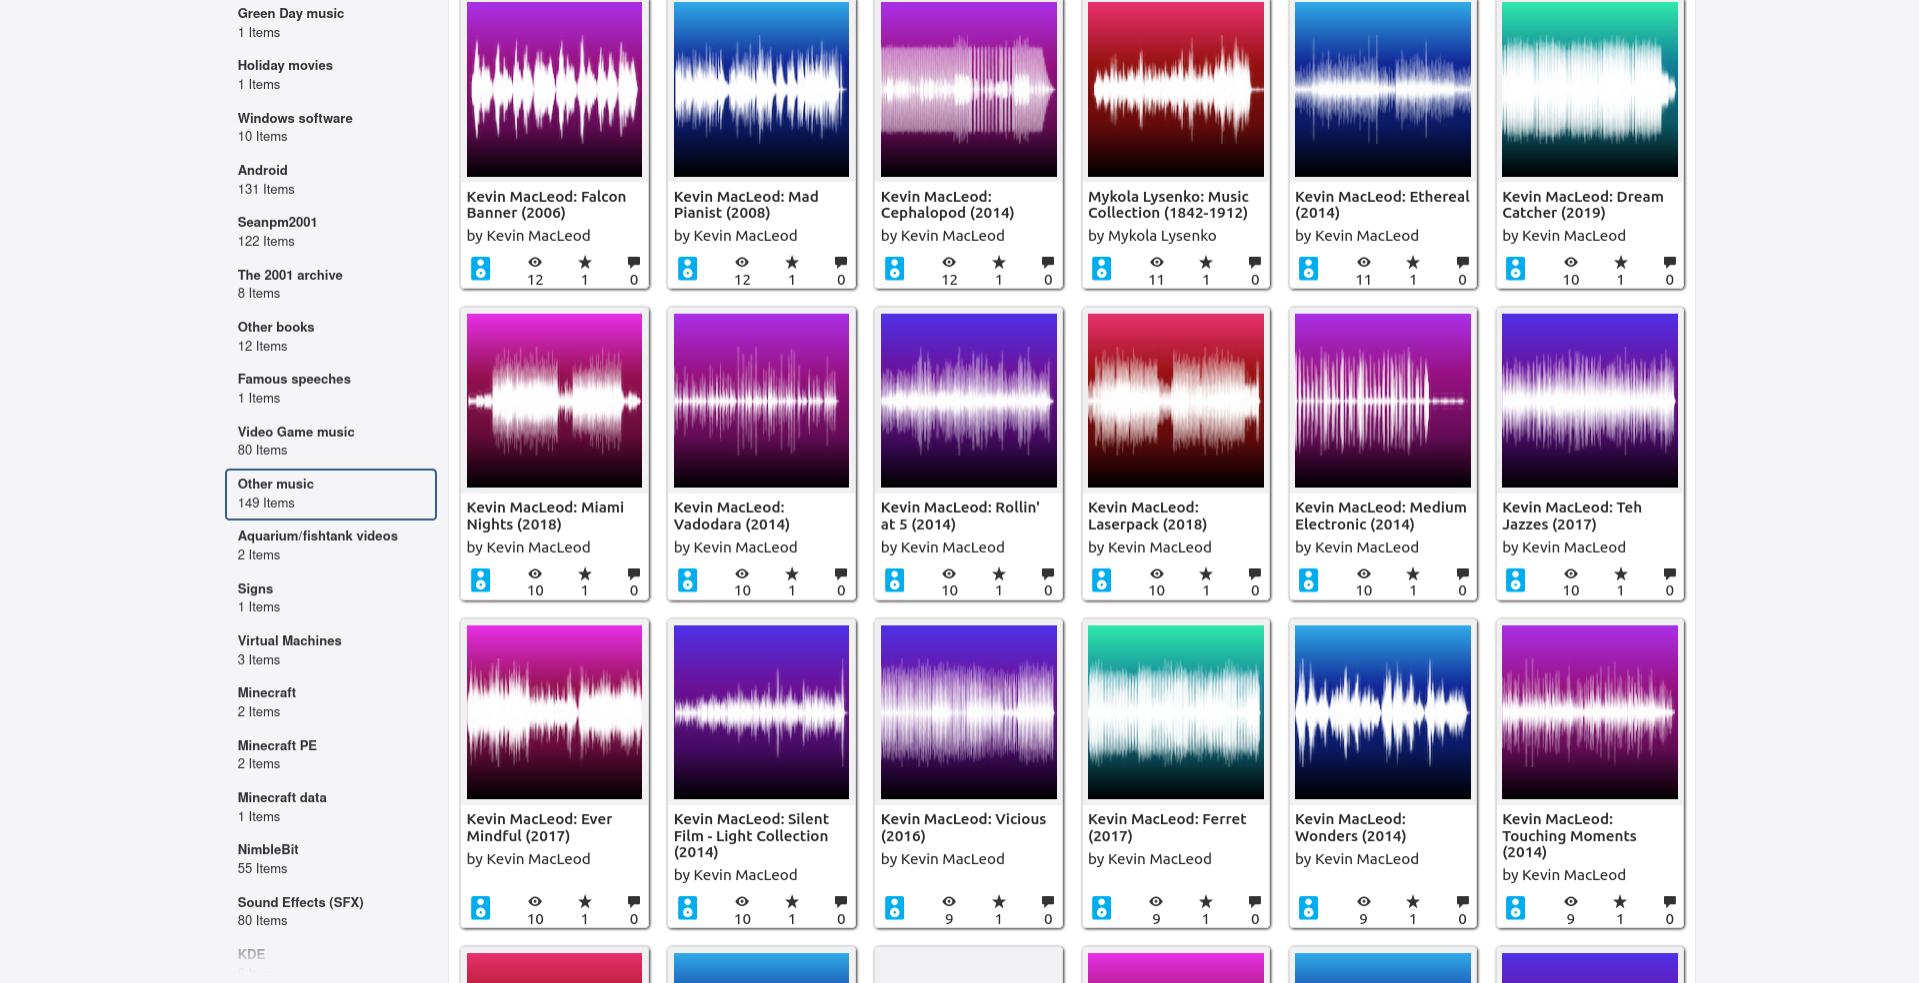 Green Day music
1 Items
Holiday movies
1 Items
Windows software
10 Items
Android
131 Items
Seanpm2001
122 Items
The 2001 archive
8 Items
Other books
12 Items
Famous speeches
1 Items
Video Game music
80 Items
Other music
149 Items
Aquarium/fishtank videos
2 Items
Signs
1 Items
Virtual Machines
3 Items
Minecraft
2 Items
Minecraft PE
2 Items
Minecraft data
1 Items
NimbleBit
55 Items
Sound Effects (SFX)
80 Items
KDE
Kevin MacLeod: Falcon
Banner (2006)
by Kevin MacLeod
12 1 0
Kevin MacLeod: Mad
Pianist (2008)
by Kevin MacLeod
12 1 0
Kevin MacLeod:
Cephalopod (2014)
by Kevin MacLeod
12 1 0
Mykola Lysenko: Music
Collection (1842-1912)
by Mykola Lysenko
11 1 0
Kevin MacLeod: Ethereal
(2014)
by Kevin MacLeod
11 1 0
Kevin MacLeod: Dream
Catcher (2019)
by Kevin MacLeod
10 1 0
Kevin MacLeod: Miami
Nights (2018)
by Kevin MacLeod
10 1 0
Kevin MacLeod:
Vadodara (2014)
by Kevin MacLeod
10 1 0
Kevin MacLeod: Rollin'
at 5 (2014)
by Kevin MacLeod
10 1 0
Kevin MacLeod:
Laserpack (2018)
by Kevin MacLeod
10 1 0
Kevin MacLeod: Medium
Electronic (2014)
by Kevin MacLeod
10 1 0
Kevin MacLeod: Teh
Jazzes (2017)
by Kevin MacLeod
10 1 0
Kevin MacLeod: Ever
Mindful (2017)
by Kevin MacLeod
10 1 0
Kevin MacLeod: Silent
Film - Light Collection
(2014)
by Kevin MacLeod
10 1 0
Kevin MacLeod: Vicious
(2016)
by Kevin MacLeod
9 1 0
Kevin MacLeod: Ferret
(2017)
by Kevin MacLeod
9 1 0
Kevin MacLeod:
Wonders (2014)
by Kevin MacLeod
9 1 0
Kevin MacLeod:
Touching Moments
(2014)
by Kevin MacLeod
9 1 0